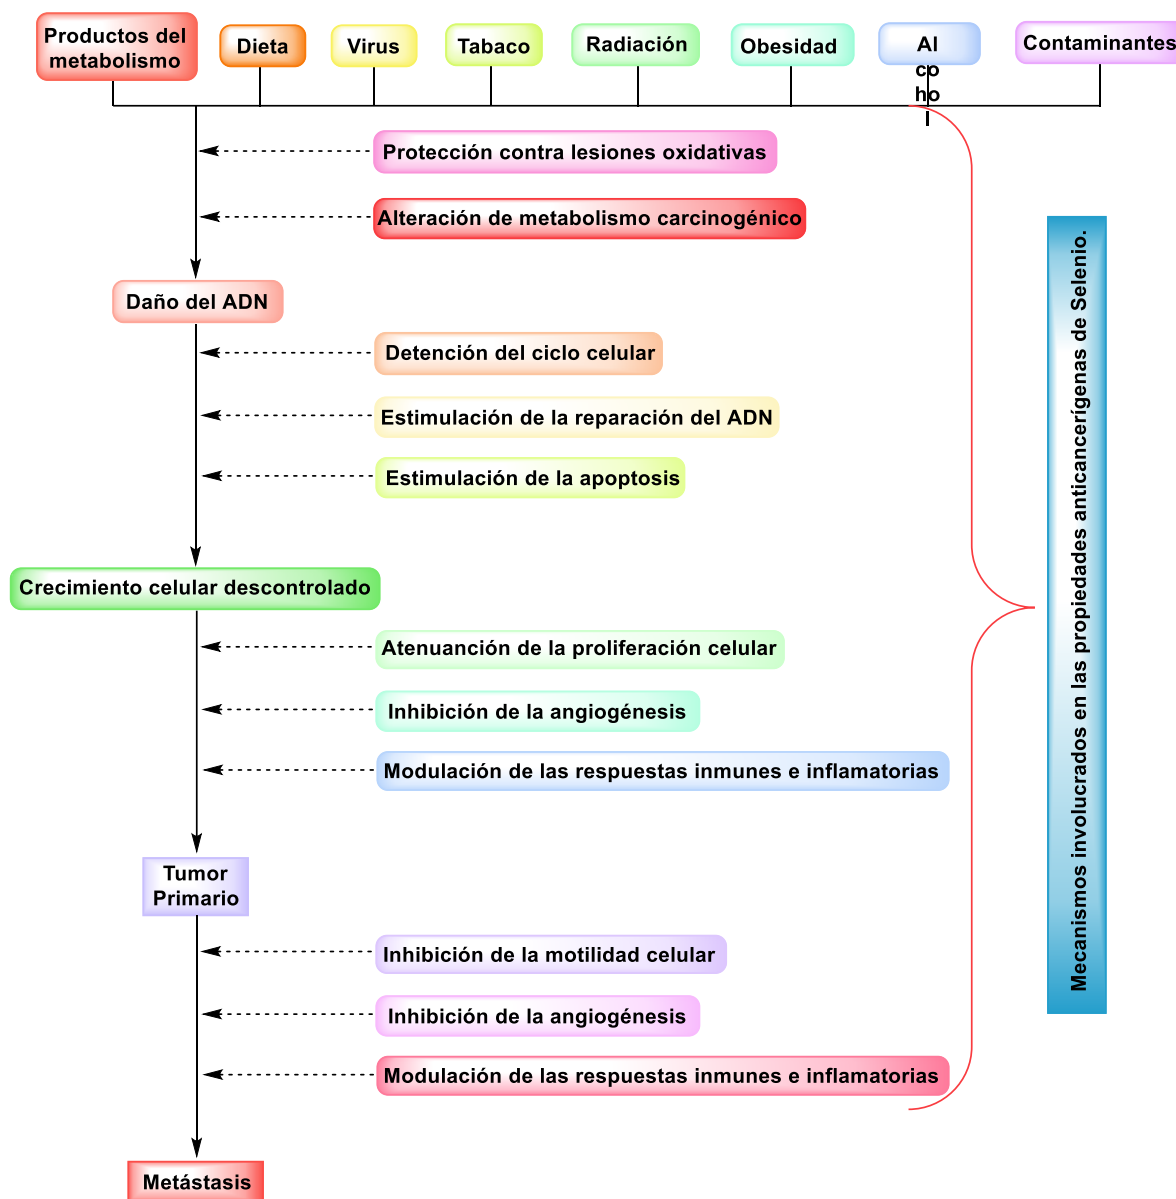 Productos del
metabolismo
Dieta
Virus
Tabaco
Radiación
Obesidad
Al
co
ho
l
Contaminantes
Protección contra lesiones oxidativas
Alteración de metabolismo carcinogénico
Daño del ADN
Detención del ciclo celular
Estimulación de la reparación del ADN
Estimulación de la apoptosis
Crecimiento celular descontrolado
Atenuanción de la proliferación celular
Inhibición de la angiogénesis
Modulación de las respuestas inmunes e inflamatorias
Tumor
Primario
Inhibición de la motilidad celular
Inhibición de la angiogénesis
Modulación de las respuestas inmunes e inflamatorias
Metástasis
Mecanismos involucrados en las propiedades anticancerígenas de Selenio.